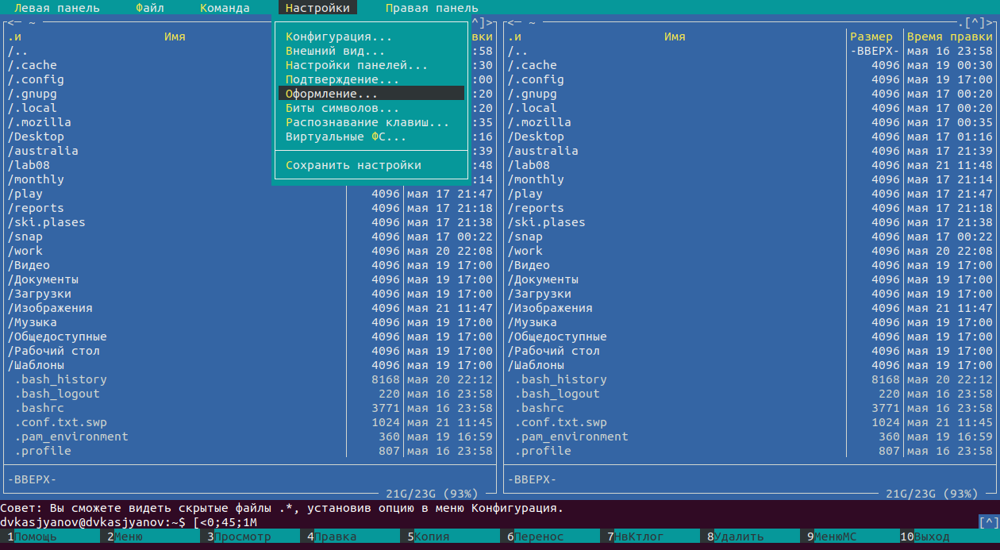 Левая панель Файл Команда Настройки Правая панель
<─ ~ ^]> <─ ~ .[^]>
.и Имя Конфигурация... вки .и Имя Размер Время правки
/.. Внешний вид... :58 /.. -ВВЕРХ- мая 16 23:58
/.cache Настройки панелей... :30 /.cache 4096 мая 19 00:30
/.config Подтверждение... :00 /.config 4096 мая 19 17:00
/.gnupg Оформление... :20 /.gnupg 4096 мая 17 00:20
/.local Биты символов... :20 /.local 4096 мая 17 00:20
/.mozilla Распознавание клавиш... :35 /.mozilla 4096 мая 17 00:35
/Desktop Виртуальные ФС... :16 /Desktop 4096 мая 17 01:16
/australia :39 /australia 4096 мая 17 21:39
/lab08 Сохранить настройки :48 /lab08 4096 мая 21 11:48
/monthly :14 /monthly 4096 мая 17 21:14
/play 4096 мая 17 21:47 /play 4096 мая 17 21:47
/reports 4096 мая 17 21:18 /reports 4096 мая 17 21:18
/ski.plases 4096 мая 17 21:38 /ski.plases 4096 мая 17 21:38
/snap 4096 мая 17 00:22 /snap 4096 мая 17 00:22
/work 4096 мая 20 22:08 /work 4096 мая 20 22:08
/Видео 4096 мая 19 17:00 /Видео 4096 мая 19 17:00
/Документы 4096 мая 19 17:00 /Документы 4096 мая 19 17:00
/Загрузки 4096 мая 19 17:00 /Загрузки 4096 мая 19 17:00
/Изображения 4096 мая 21 11:47 /Изображения 4096 мая 21 11:47
/Музыка 4096 мая 19 17:00 /Музыка 4096 мая 19 17:00
/Общедоступные 4096 мая 19 17:00 /Общедоступные 4096 мая 19 17:00
/Рабочий стол 4096 мая 19 17:00 /Рабочий стол 4096 мая 19 17:00
/Шаблоны 4096 мая 19 17:00 /Шаблоны 4096 мая 19 17:00
.bash_history 8168 мая 20 22:12 .bash_history 8168 мая 20 22:12
.bash_logout 220 мая 16 23:58 .bash_logout 220 мая 16 23:58
.bashrc 3771 мая 16 23:58 .bashrc 3771 мая 16 23:58
.conf.txt.swp 1024 мая 21 11:45 .conf.txt.swp 1024 мая 21 11:45
.pam_environment 360 мая 19 16:59 .pam_environment 360 мая 19 16:59
.profile 807 мая 16 23:58 .profile 807 мая 16 23:58
-ВВЕРХ- -ВВЕРХ-
21G/23G (93%) 21G/23G (93%)
Совет: Вы сможете видеть скрытые файлы .*, установив опцию в меню Конфигурация.
dvkasjyanov@dvkasjyanov:~$ [<0;45;1M [^]
1Помощь 2Меню 3Просмотр 4Правка 5Копия 6Перенос 7НвКтлог 8Удалить 9МенюМС 10Выход